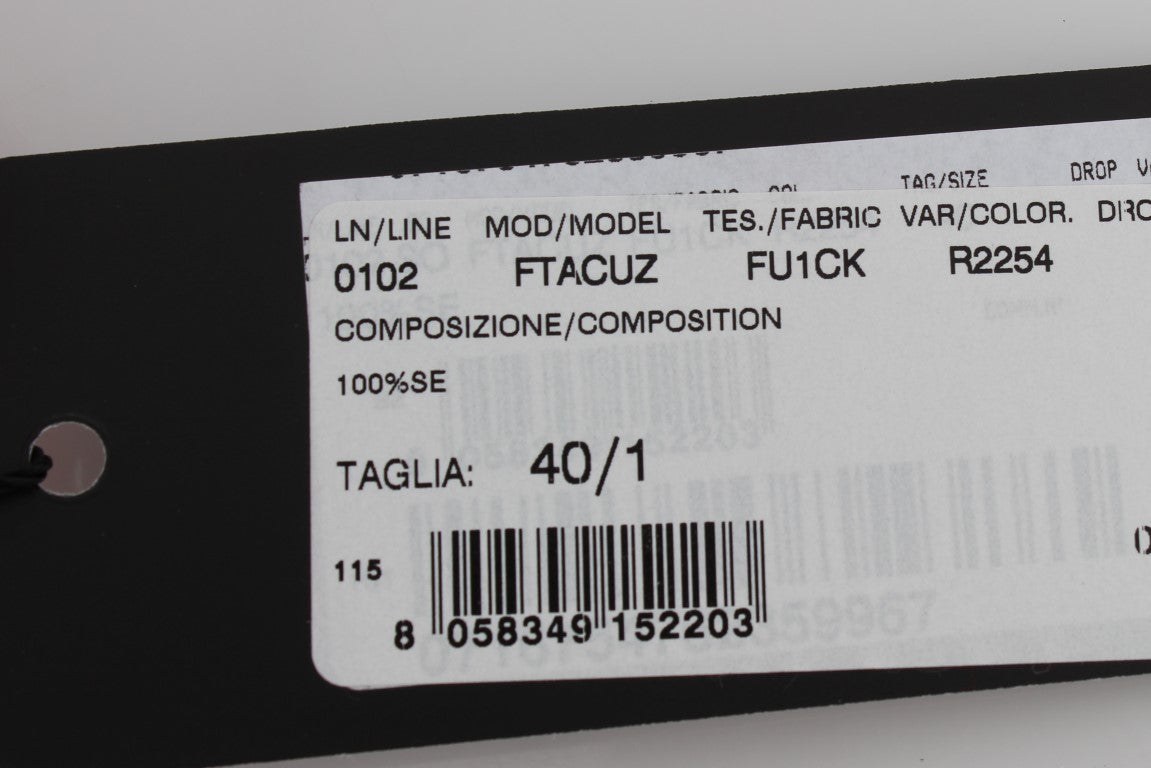 TAG/SIZE DROP
LN/LINE MOD/MODEL TES./FABRIC VAR/COLOR.
0102 FTACUZ FU1CK R2254
COMPOSIZIONE/COMPOSITION
100%SE
TAGLIA: 40/1
115
8 058349 152203